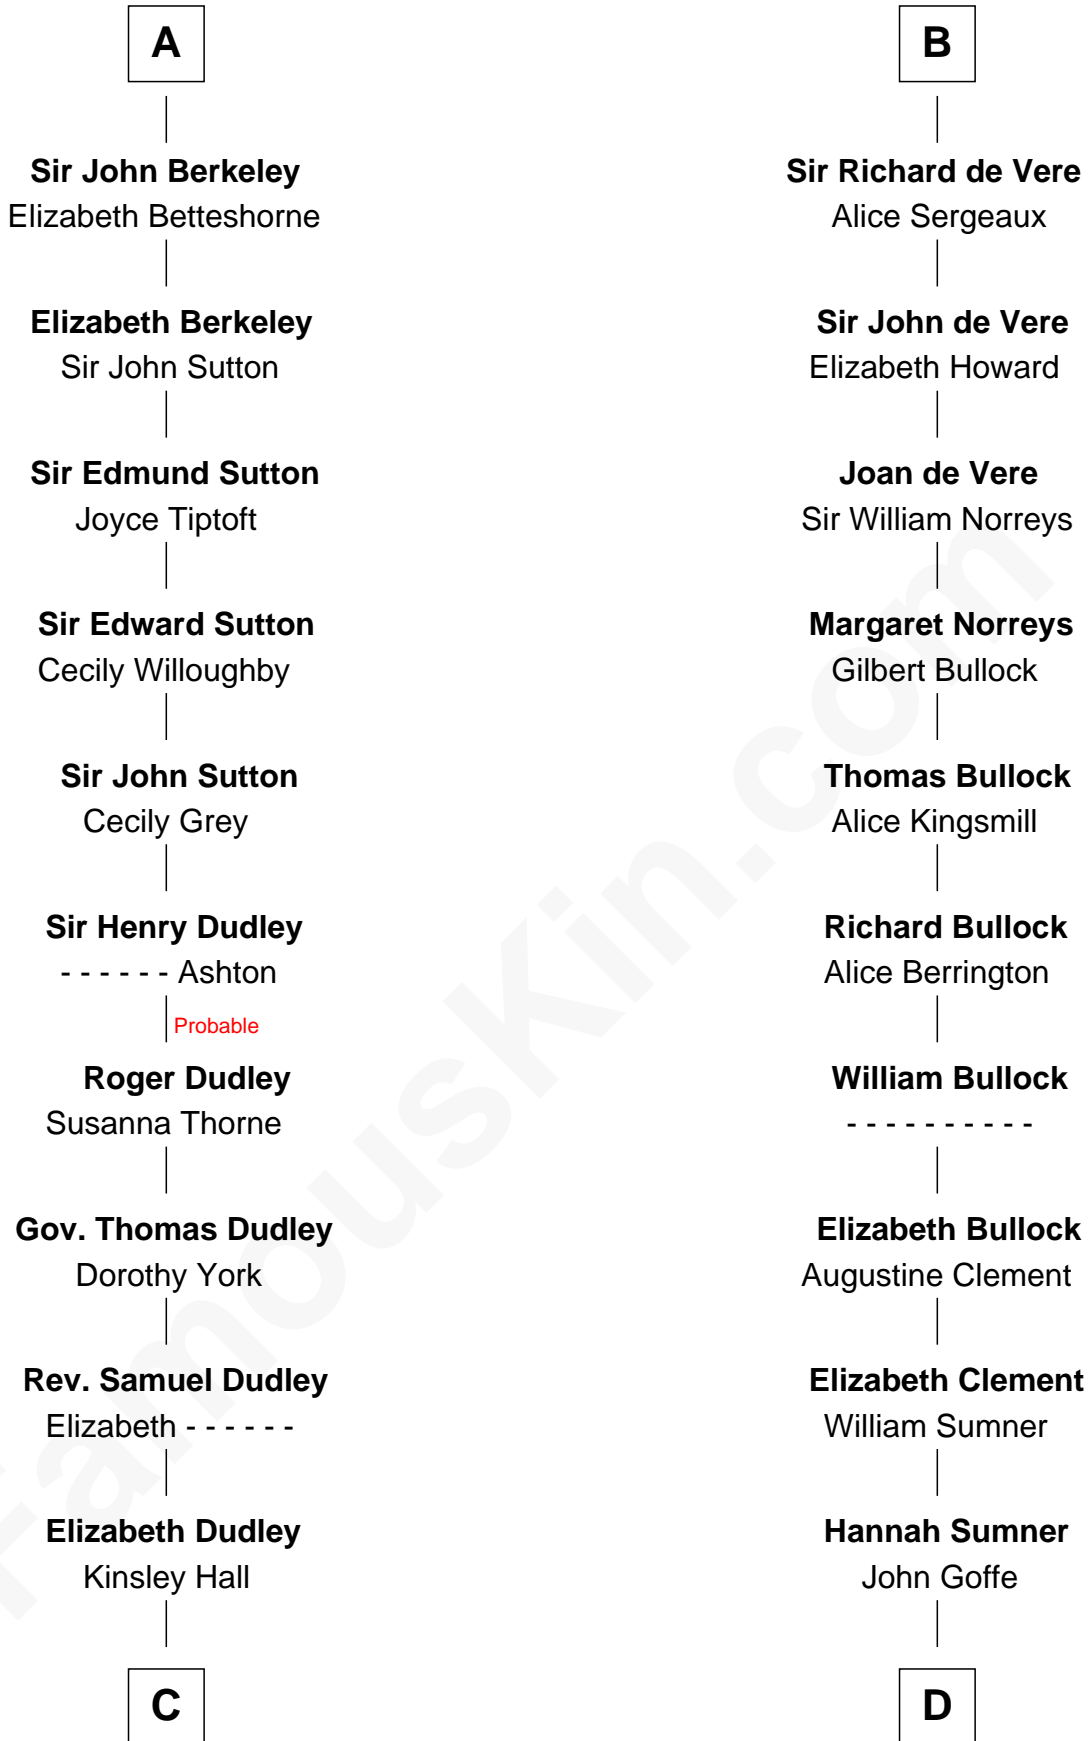 A
Sir John Berkeley
Elizabeth Betteshorne
Elizabeth Berkeley
Sir John Sutton
Sir Edmund Sutton
Joyce Tiptoft
Sir Edward Sutton
Cecily Willoughby
Sir John Sutton
Cecily Grey
Sir Henry Dudley
- - - - - - Ashton
Probable
Roger Dudley
Susanna Thorne
Gov. Thomas Dudley
Dorothy York
Rev. Samuel Dudley
Elizabeth - - - - - -
Elizabeth Dudley
Kinsley Hall
C
B
Sir Richard de Vere
Alice Sergeaux
Sir John de Vere
Elizabeth Howard
Joan de Vere
Sir William Norreys
Margaret Norreys
Gilbert Bullock
Thomas Bullock
Alice Kingsmill
Richard Bullock
Alice Berrington
William Bullock
- - - - - - - - - -
Elizabeth Bullock
Augustine Clement
Elizabeth Clement
William Sumner
Hannah Sumner
John Goffe
D
FamousKin.com